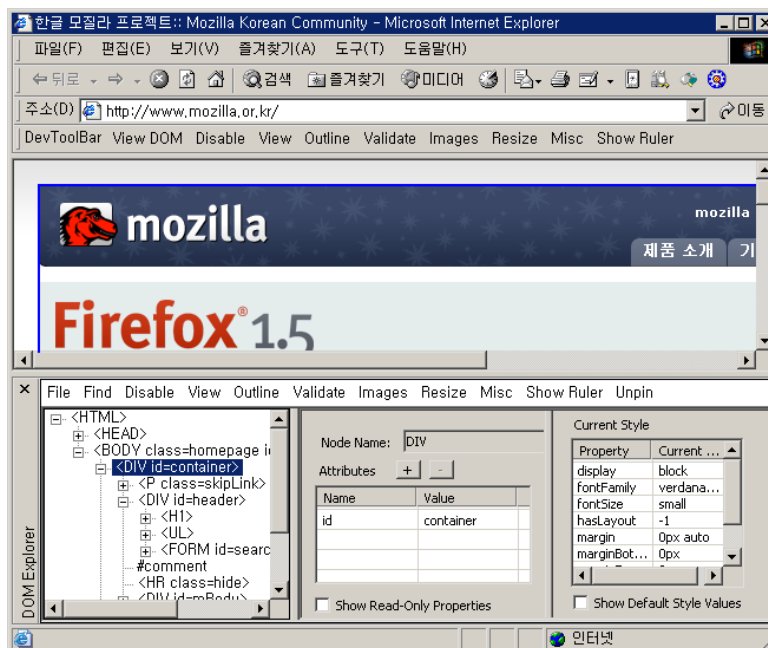 한글 모질라 프로젝트:: Mozilla Korean Community - Microsoft Internet Explorer
파일(F) 편집(E) 보기(V) 즐겨찾기(A) 도구(T) 도움말(H)
뒤로 검색 즐겨찾기 미디어
주소(D) http://www.mozilla.or.kr/ 이동
DevToolBar View DOM Disable View Outline Validate Images Resize Misc Show Ruler
mozilla
mozilla
제품 소개 기
Firefox® 1.5
File Find Disable View Outline Validate Images Resize Misc Show Ruler Unpin
DOM Explorer
<HTML>
<HEAD>
<BODY class=homepage i
<DIV id=container>
<P class=skipLink>
<DIV id=header>
<H1>
<UL>
<FORM id=searc
#comment
<HR class=hide>
<DIV id=mBody>
Node Name: DIV
Attributes + -
Name Value
id container
Show Read-Only Properties
Current Style
Property Current ...
display block
fontFamily verdana...
fontSize small
hasLayout -1
margin 0px auto
marginBot... 0px
Show Default Style Values
인터넷